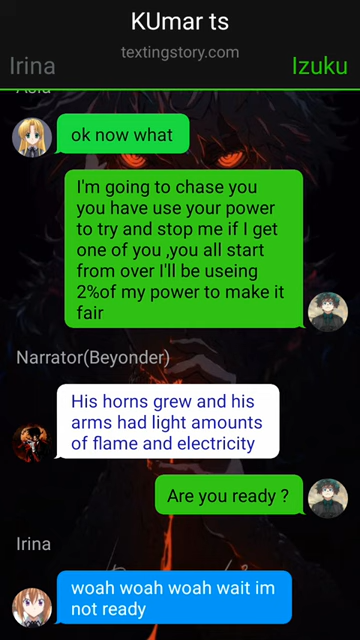 KUmar ts
textingstory.com
Irina
Izuku
Asia
ok now what
I'm going to chase you
you have use your power
to try and stop me if I get
one of you ,you all start
from over I'll be useing
2%of my power to make it
fair
Narrator(Beyonder)
His horns grew and his
arms had light amounts
of flame and electricity
Are you ready ?
Irina
woah woah woah wait im
not ready